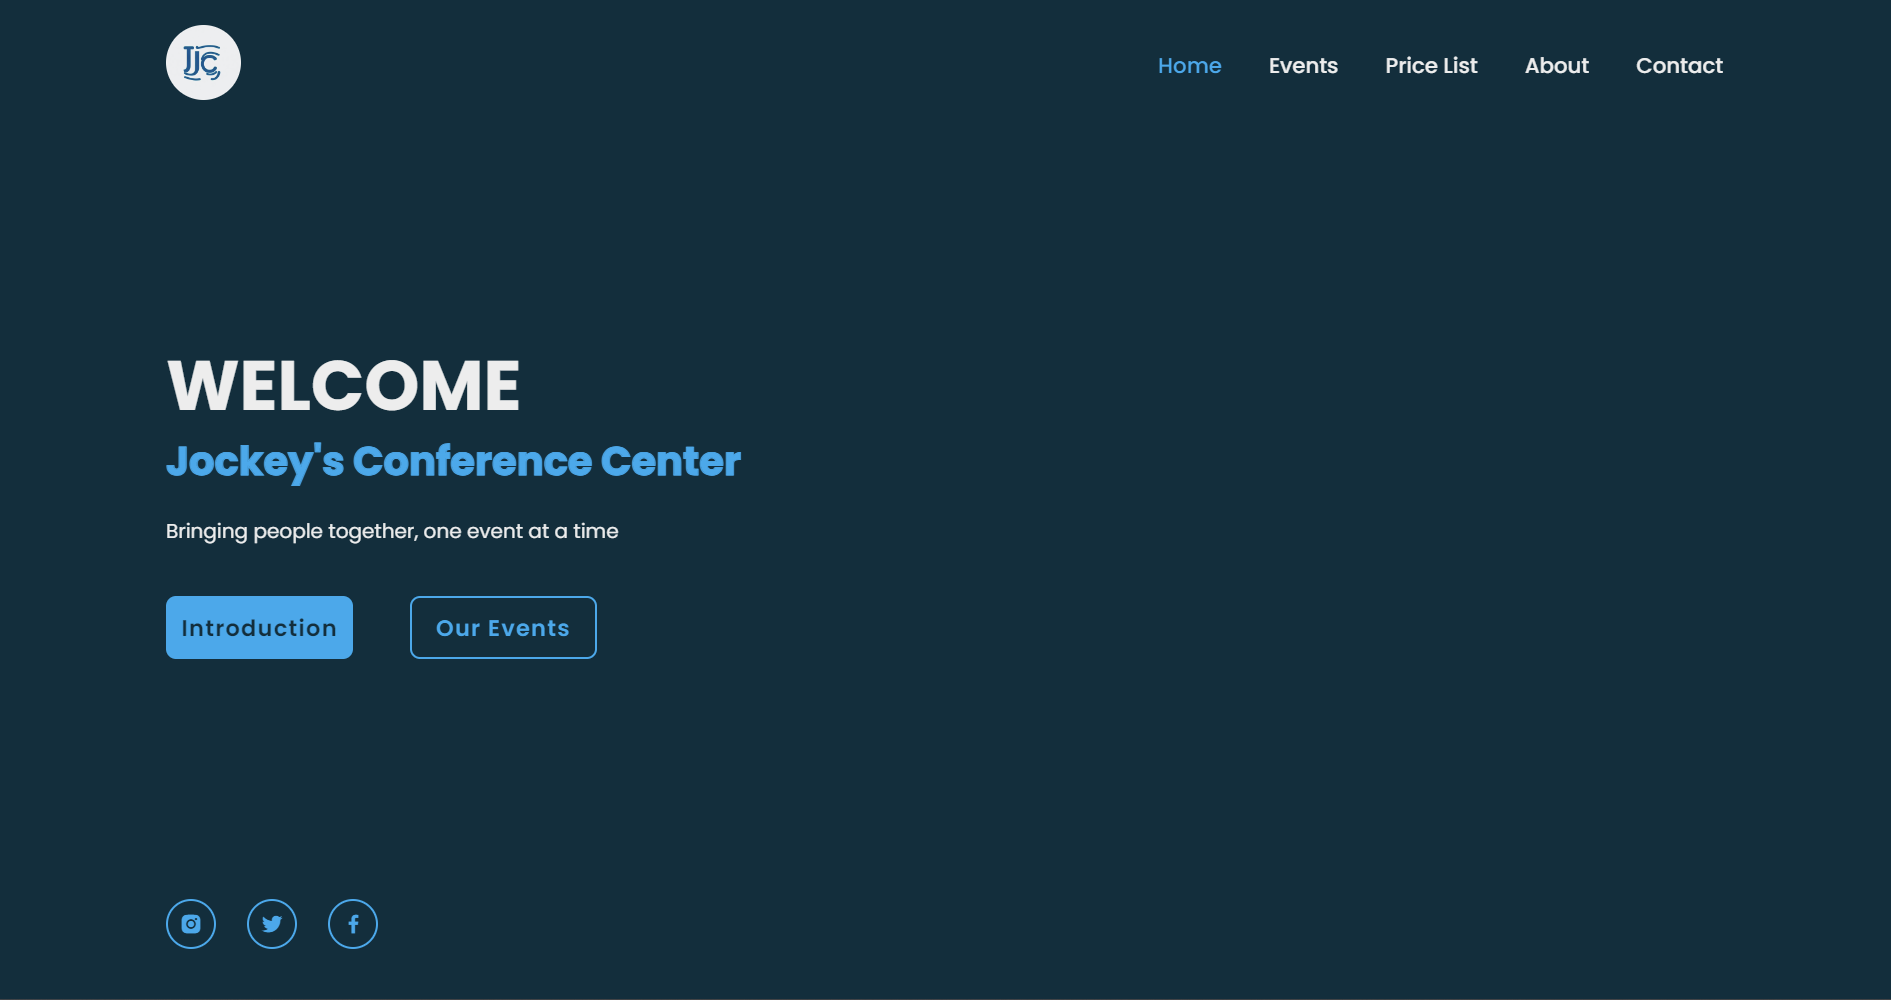 JJC
Home Events Price List About Contact
WELCOME
Jockey's Conference Center
Bringing people together, one event at a time
Introduction Our Events